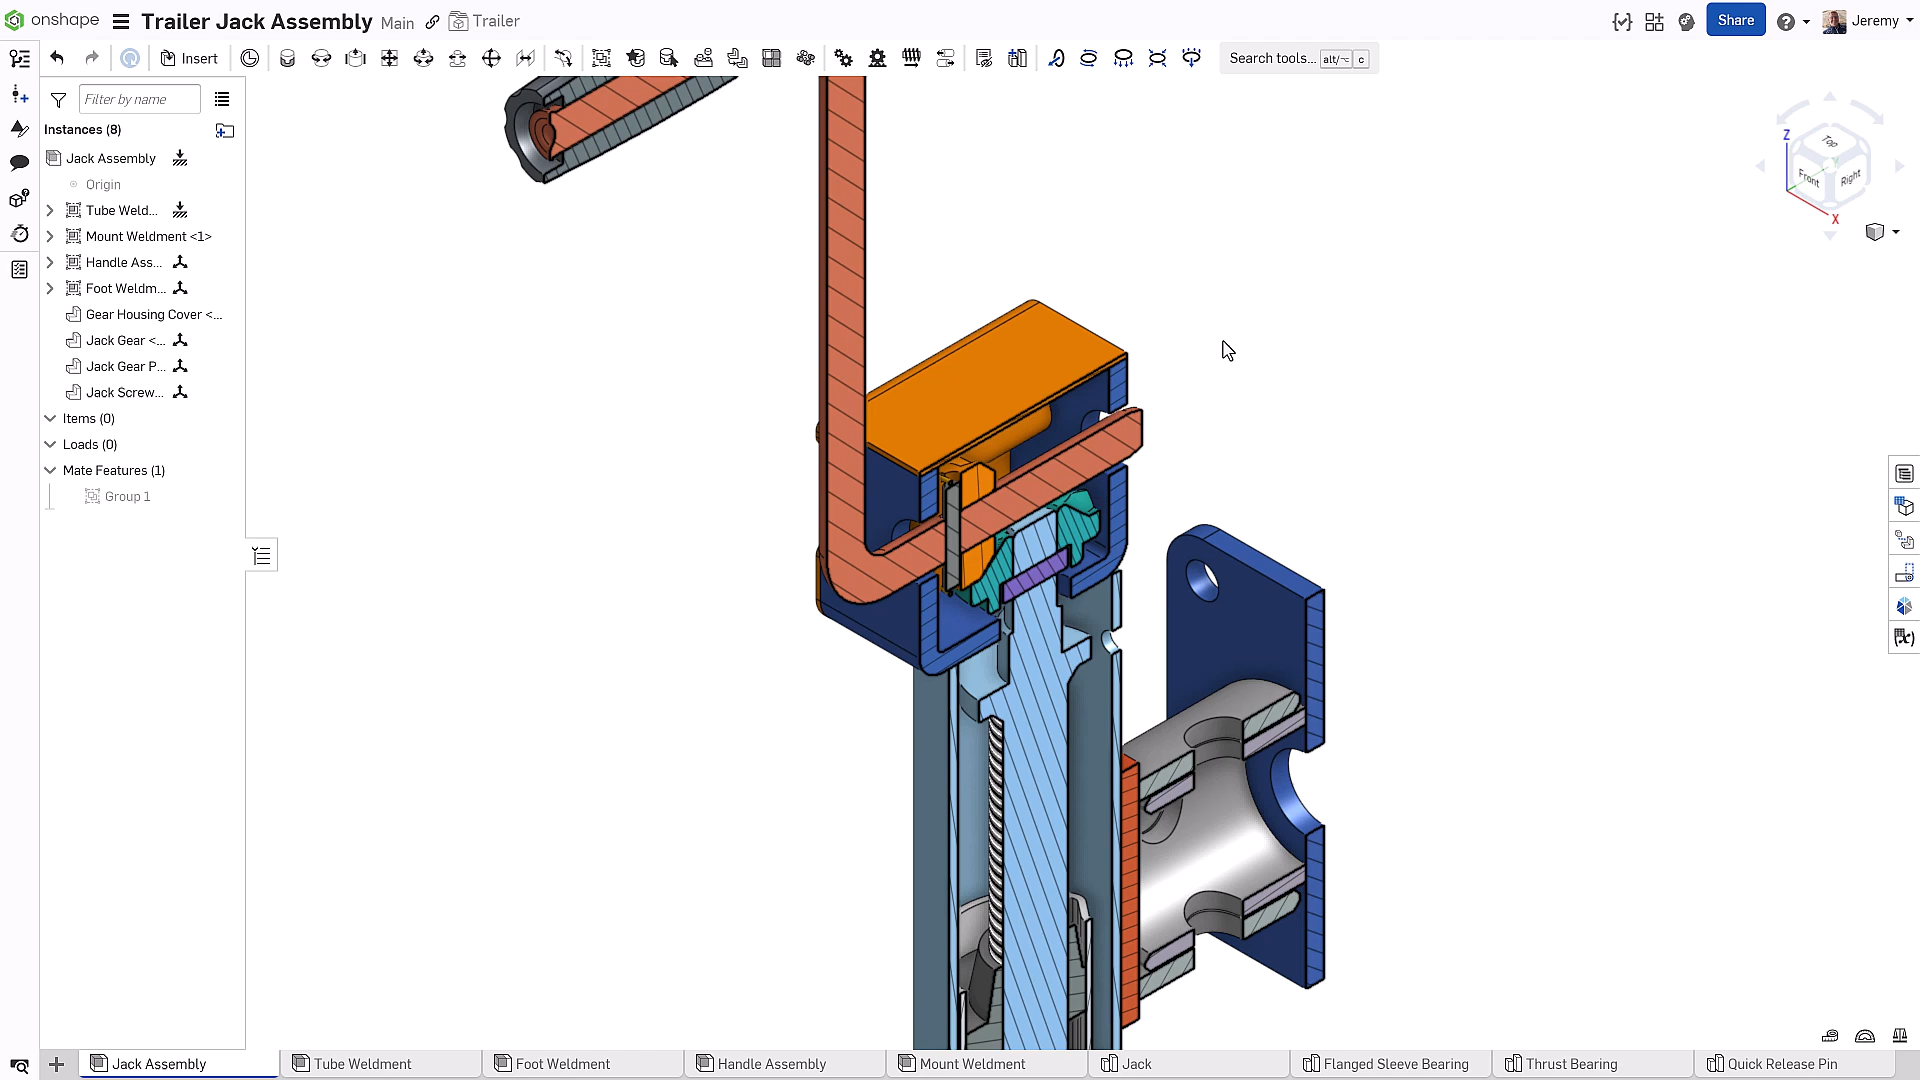 onshape
Trailer Jack Assembly Main Trailer
Share
Jeremy
Insert
Search tools... alt/⌥ c
Filter by name
Instances (8)
Jack Assembly
Origin
Tube Weld...
Mount Weldment <1>
Handle Ass...
Foot Weldm...
Gear Housing Cover <...
Jack Gear <...
Jack Gear P...
Jack Screw...
Items (0)
Loads (0)
Mate Features (1)
Group 1
Z
Top
Front
Right
X
Jack Assembly
Tube Weldment
Foot Weldment
Handle Assembly
Mount Weldment
Jack
Flanged Sleeve Bearing
Thrust Bearing
Quick Release Pin